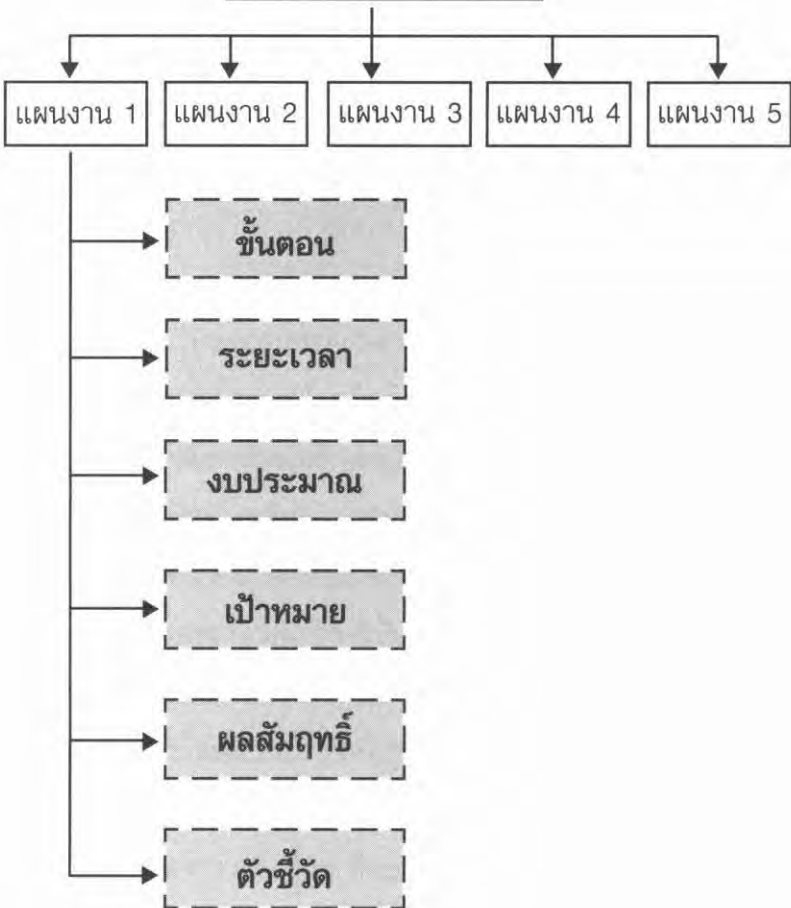 แผนงาน 1 แผนงาน 2 แผนงาน 3 แผนงาน 4 แผนงาน 5
ขั้นตอน
ระยะเวลา
งบประมาณ
เป้าหมาย
ผลสัมฤทธิ์
ตัวชี้วัด